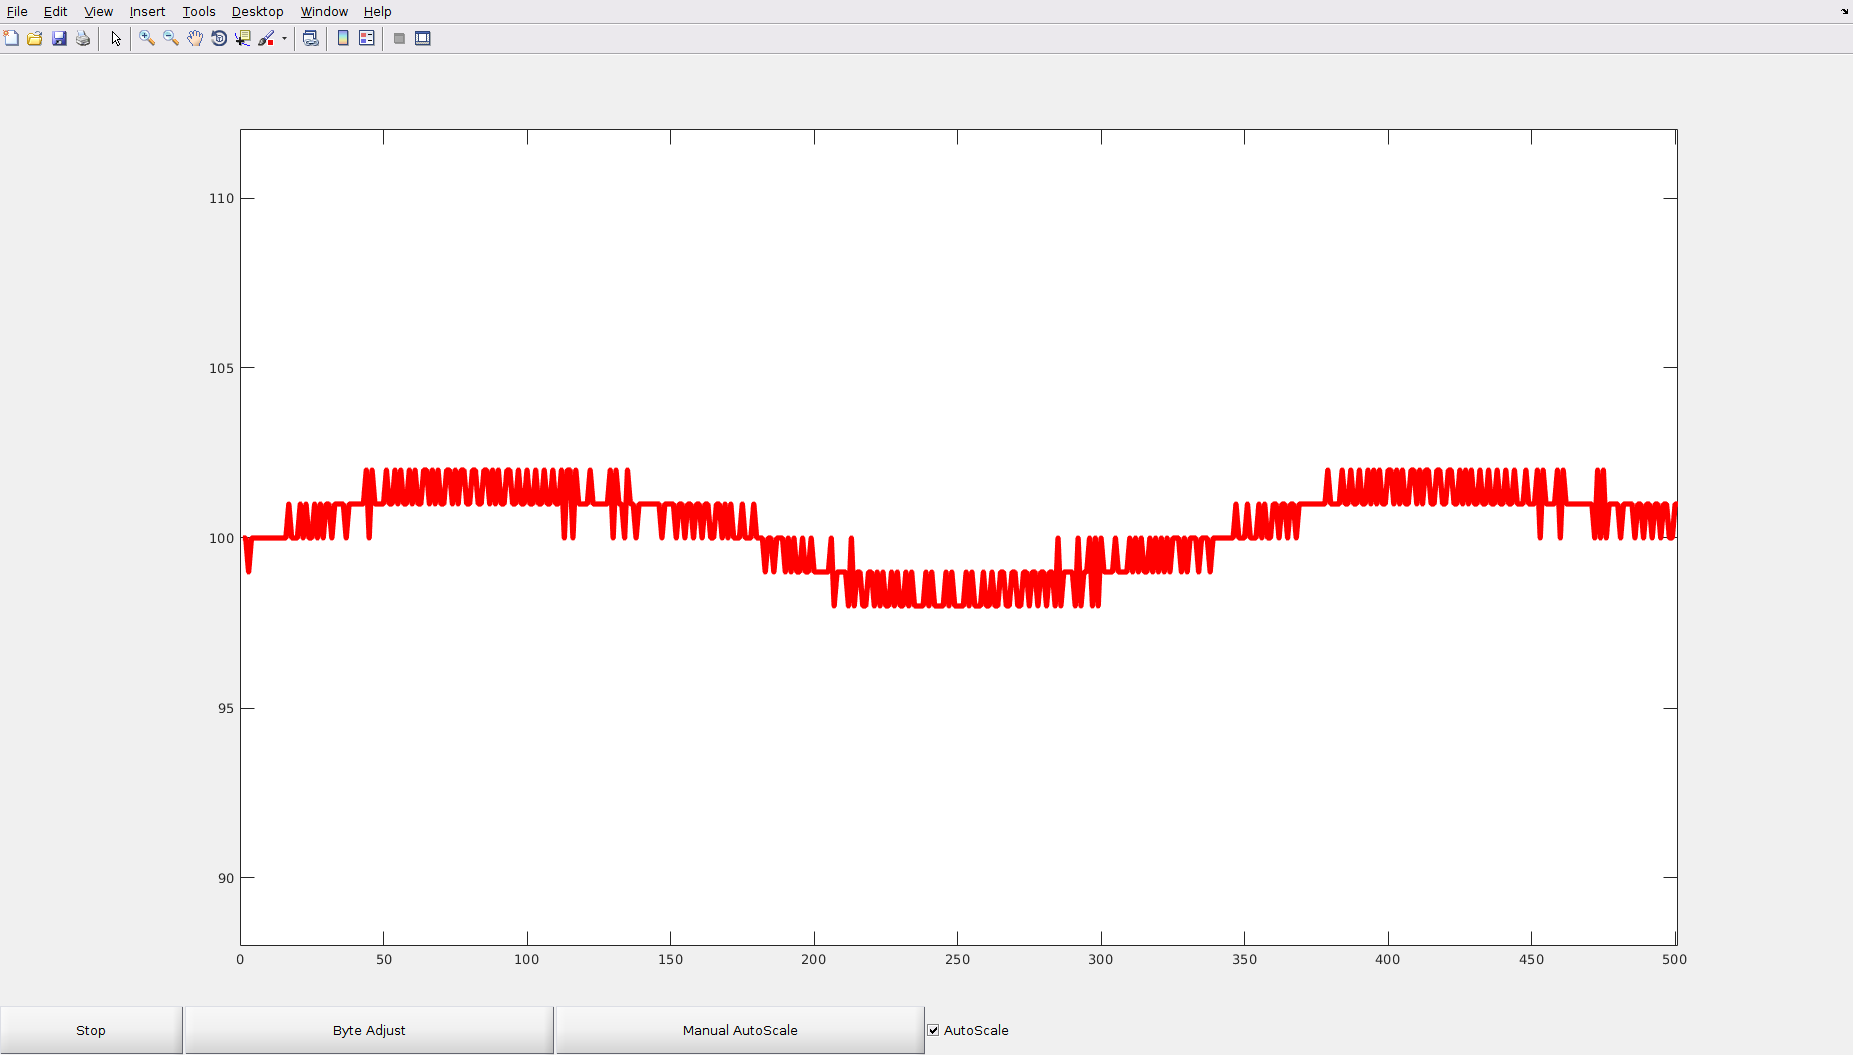 File Edit View Insert Tools Desktop Window Help
110
105
100
95
90
0 50 100 150 200 250 300 350 400 450 500
Stop Byte Adjust Manual AutoScale AutoScale